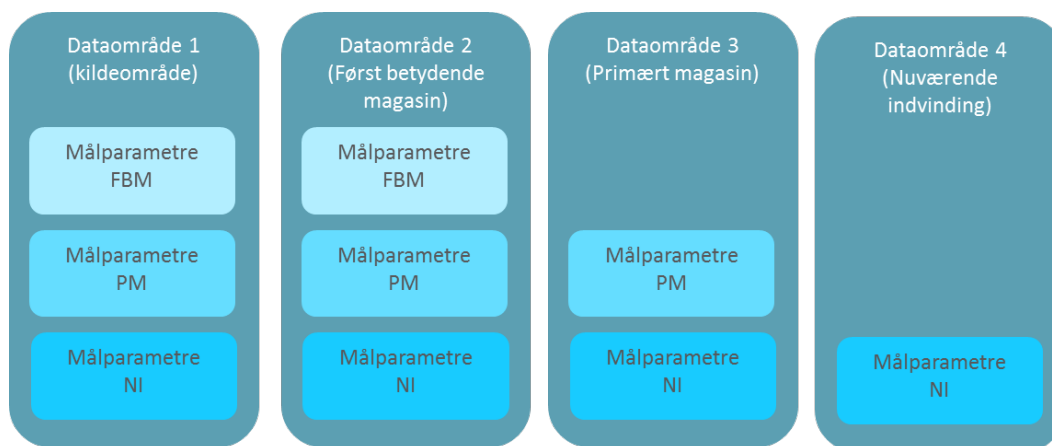 Dataområde 1
(kildeområde)
Målparametre
FBM
Målparametre
PM
Målparametre
NI
Dataområde 2
(Først betydende
magasin)
Målparametre
FBM
Målparametre
PM
Målparametre
NI
Dataområde 3
(Primært magasin)
Målparametre
PM
Målparametre
NI
Dataområde 4
(Nuværende
indvinding)
Målparametre
NI